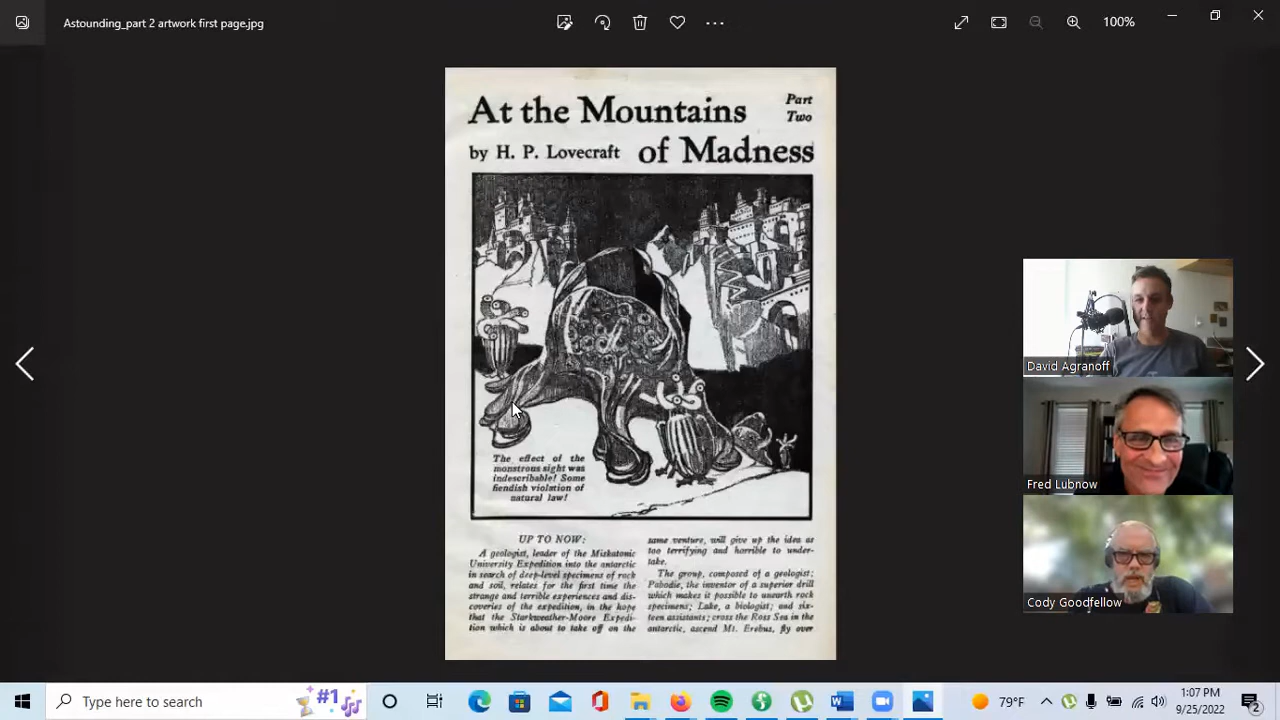 Astounding_part 2 artwork first page.jpg
100%
At the Mountains
Part
Two
by H. P. Lovecraft
of Madness
The effect of the
monstrous sight was
indescribable! Some
fiendish violation of
natural law!
UP TO NOW:
A geologist, leader of the Miskatonic
University Expedition into the antarctic
in search of deep-level specimens of rock
and soil, relates for the first time the
strange and terrible experiences and dis-
coveries of the expedition, in the hope
that the Starkweather-Moore Expedi-
tion which is about to take off on the
same venture, will give up the idea as
too terrifying and horrible to under-
take.
The group, composed of a geologist;
Pabodie, the inventor of a superior drill
which makes it possible to unearth rock
specimens; Lake, a biologist; and six-
teen assistants; cross the Ross Sea in the
antarctic, ascend Mt. Erebus, fly over
David Agranoff
Fred Lubnow
Cody Goodfellow
Type here to search
#1
79°F
1:07 PM
9/25/2022
2